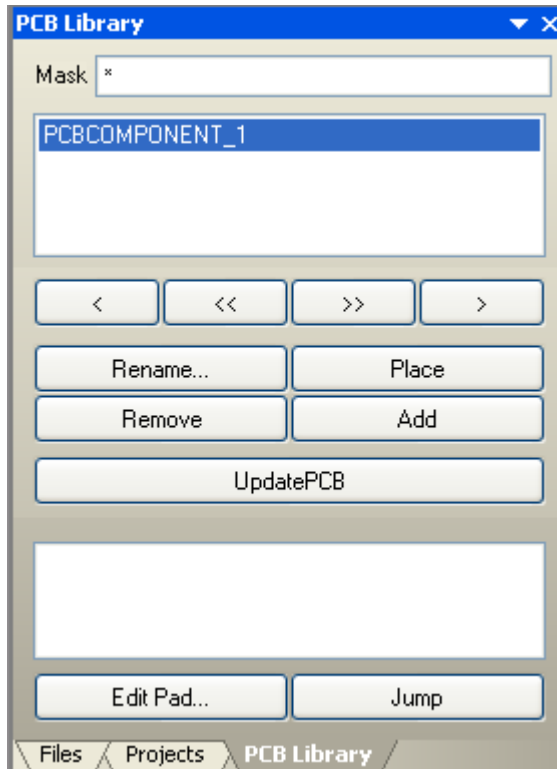 PCB Library
Mask *
PCBCOMPONENT_1
< << >> >
Rename... Place
Remove Add
UpdatePCB
Edit Pad... Jump
Files Projects PCB Library